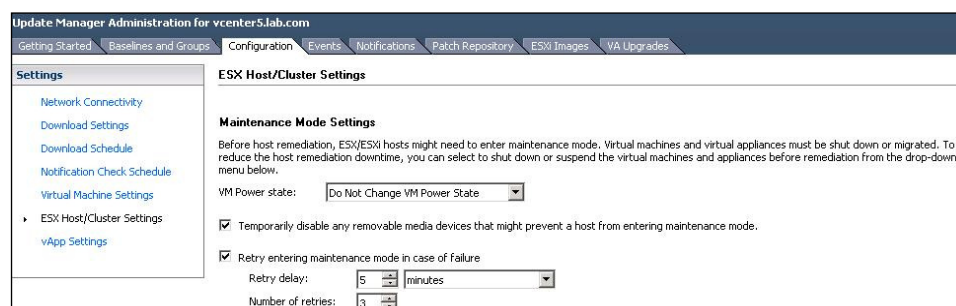 Update Manager Administration for vcenter5.lab.com
Getting Started Baselines and Groups Configuration Events Notifications Patch Repository ESXi Images VA Upgrades
Settings
Network Connectivity
Download Settings
Download Schedule
Notification Check Schedule
Virtual Machine Settings
ESX Host/Cluster Settings
vApp Settings
ESX Host/Cluster Settings
Maintenance Mode Settings
Before host remediation, ESX/ESXi hosts might need to enter maintenance mode. Virtual machines and virtual appliances must be shut down or migrated. To
reduce the host remediation downtime, you can select to shut down or suspend the virtual machines and appliances before remediation from the drop-down
menu below.
VM Power state: Do Not Change VM Power State
Temporarily disable any removable media devices that might prevent a host from entering maintenance mode.
Retry entering maintenance mode in case of failure
Retry delay: 5 minutes
Number of retries: 3